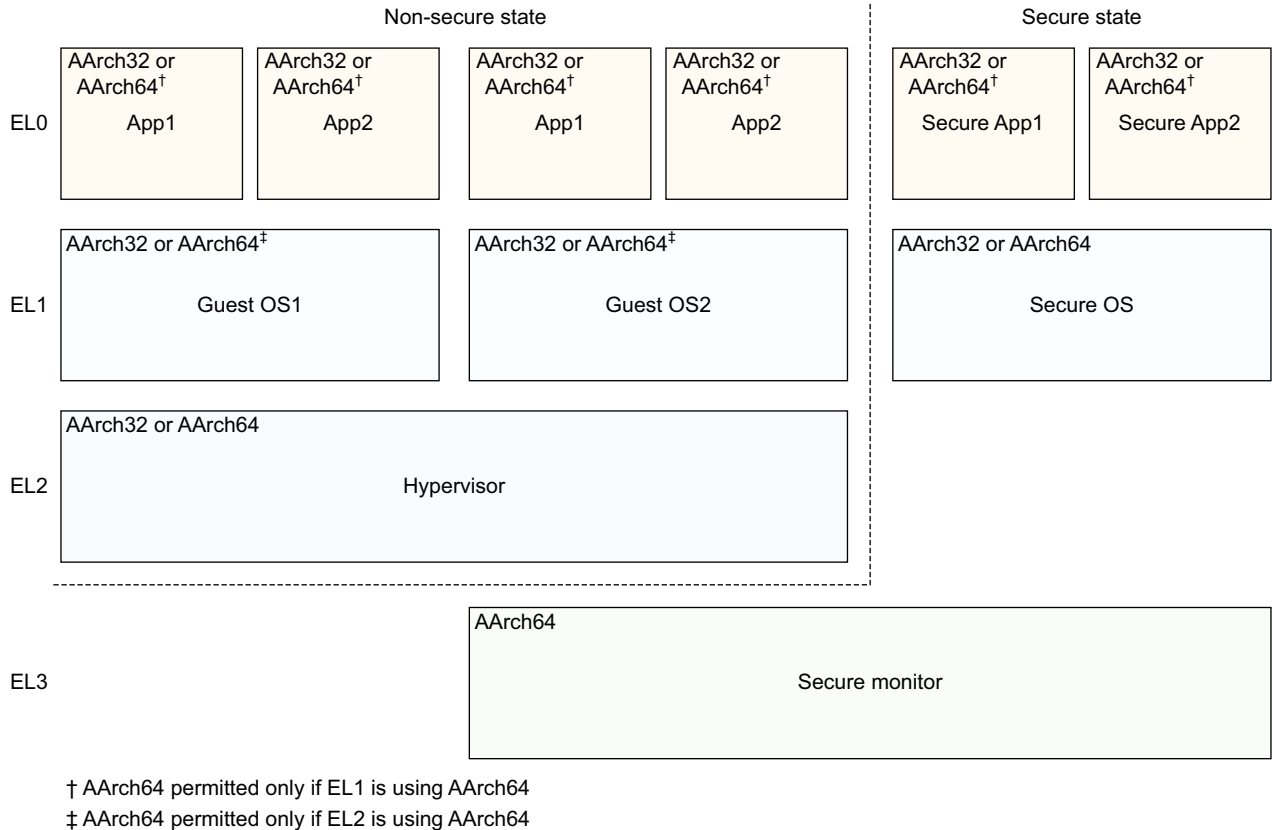 Non-secure state
Secure state
AArch32 or
AArch64†
App1
AArch32 or
AArch64†
App2
AArch32 or
AArch64†
App1
AArch32 or
AArch64†
App2
AArch32 or
AArch64†
Secure App1
AArch32 or
AArch64†
Secure App2
EL0
AArch32 or AArch64‡
Guest OS1
AArch32 or AArch64‡
Guest OS2
AArch32 or AArch64
Secure OS
EL1
AArch32 or AArch64
Hypervisor
EL2
AArch64
Secure monitor
EL3
† AArch64 permitted only if EL1 is using AArch64
‡ AArch64 permitted only if EL2 is using AArch64